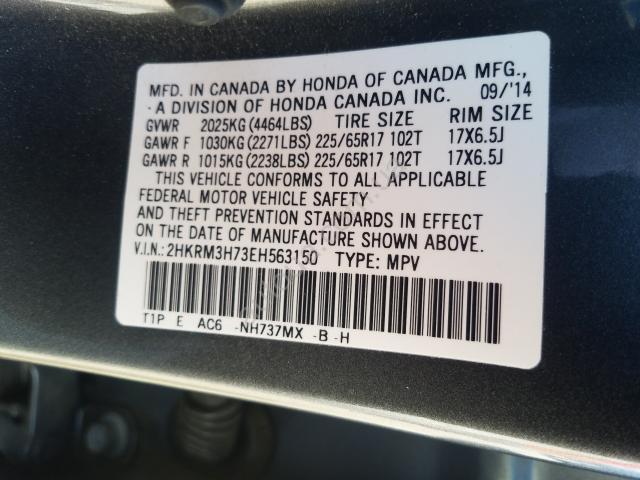 MFD. IN CANADA BY HONDA OF CANADA MFG.,
- A DIVISION OF HONDA CANADA INC. 09/'14
GVWR 2025KG (4464LBS) TIRE SIZE RIM SIZE
GAWR F 1030KG (2271LBS) 225/65R17 102T 17X6.5J
GAWR R 1015KG (2238LBS) 225/65R17 102T 17X6.5J
THIS VEHICLE CONFORMS TO ALL APPLICABLE
FEDERAL MOTOR VEHICLE SAFETY
AND THEFT PREVENTION STANDARDS IN EFFECT
ON THE DATE OF MANUFACTURE SHOWN ABOVE.
V.I.N.: 2HKRM3H73EH563150 TYPE: MPV
T1P E AC6 -NH737MX -B -H